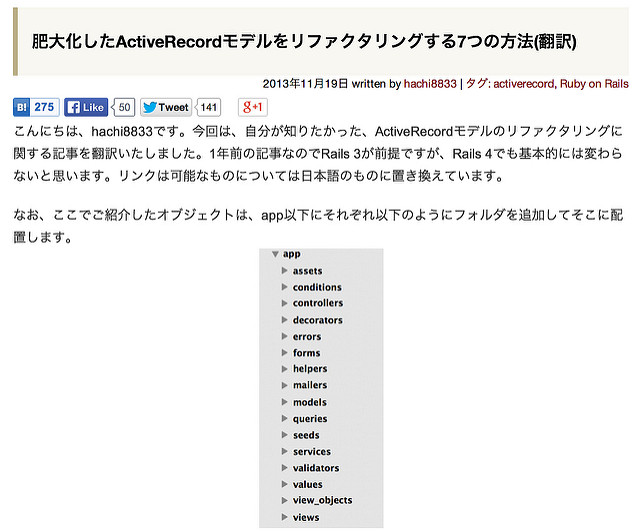 肥大化したActiveRecordモデルをリファクタリングする7つの方法(翻訳)
2013年11月19日 written by hachi8833 | タグ: activerecord, Ruby on Rails
B! 275 Like 50 Tweet 141 g+1
こんにちは、hachi8833です。今回は、自分が知りたかった、ActiveRecordモデルのリファクタリングに
関する記事を翻訳いたしました。1年前の記事なのでRails 3が前提ですが、Rails 4でも基本的には変わら
ないと思います。リンクは可能なものについては日本語のものに置き換えています。
なお、ここでご紹介したオブジェクトは、app以下にそれぞれ以下のようにフォルダを追加してそこに配
置します。
app
assets
conditions
controllers
decorators
errors
forms
helpers
mailers
models
queries
seeds
services
validators
values
view_objects
views